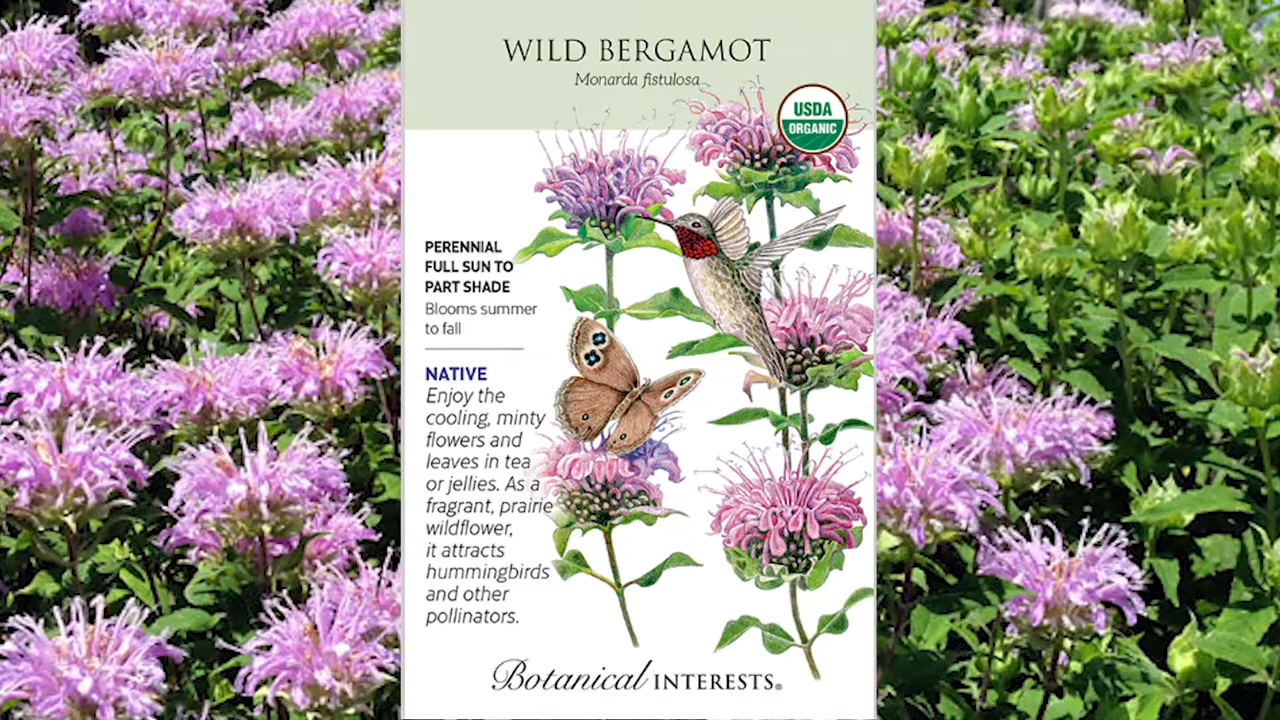 WILD BERGAMOT
Monarda fistulosa
USDA
ORGANIC
PERENNIAL
FULL SUN TO
PART SHADE
Blooms summer
to fall
NATIVE
Enjoy the
cooling, minty
flowers and
leaves in tea
or jellies. As a
fragrant, prairie
wildflower,
it attracts
hummingbirds
and other
pollinators.
Botanical INTERESTS®